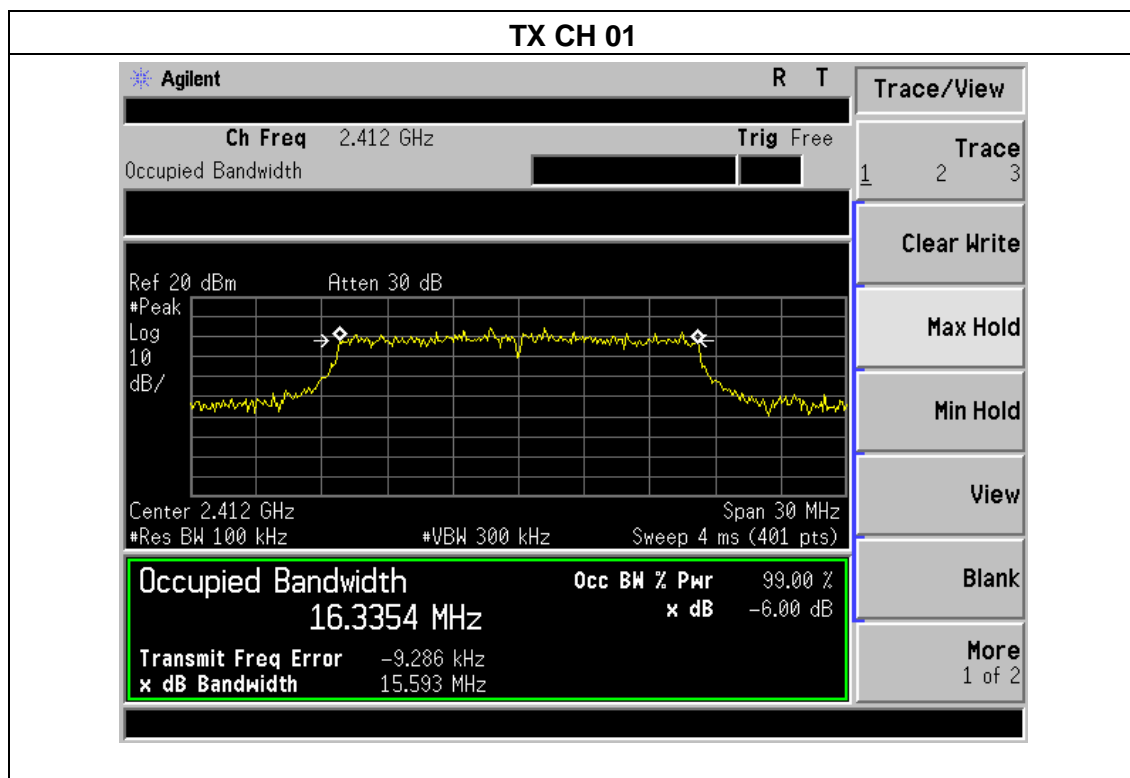 TX CH 01
Agilent R T
Trace/View
Ch Freq 2.412 GHz Trig Free
Occupied Bandwidth
Trace
1 2 3
Clear Write
Ref 20 dBm Atten 30 dB
#Peak
Log
10
dB/
Max Hold
Min Hold
View
Center 2.412 GHz Span 30 MHz
#Res BW 100 kHz #VBW 300 kHz Sweep 4 ms (401 pts)
Occupied Bandwidth Occ BW % Pwr 99.00 %
16.3354 MHz x dB -6.00 dB
Blank
Transmit Freq Error -9.286 kHz
x dB Bandwidth 15.593 MHz
More
1 of 2